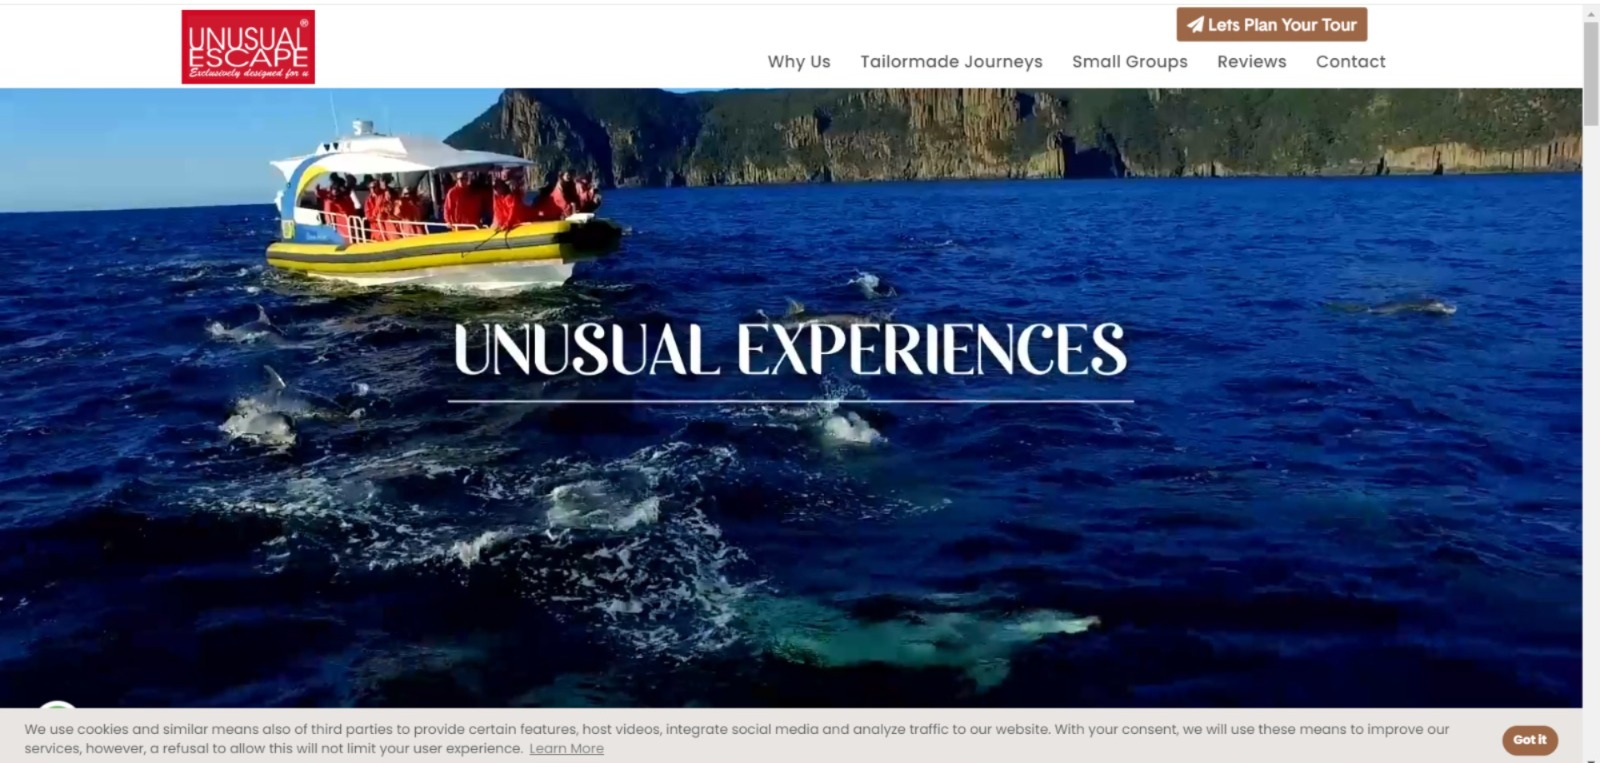 UNUSUAL
ESCAPE
®
Exclusively designed for u
Lets Plan Your Tour
Why Us
Tailormade Journeys
Small Groups
Reviews
Contact
UNUSUAL EXPERIENCES
We use cookies and similar means also of third parties to provide certain features, host videos, integrate social media and analyze traffic to our website. With your consent, we will use these means to improve our
services, however, a refusal to allow this will not limit your user experience. Learn More
Got it